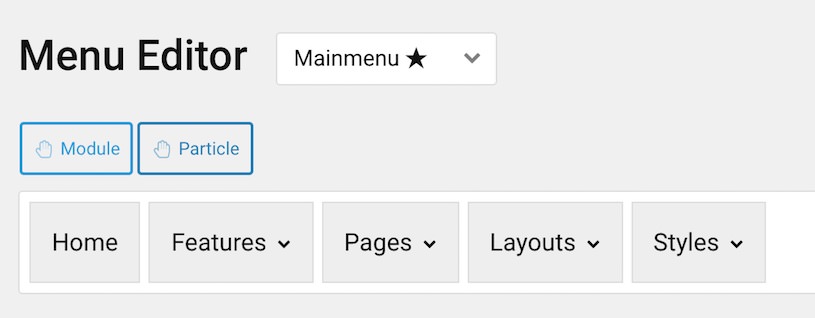 Menu Editor Mainmenu ★
Module Particle
Home Features Pages Layouts Styles